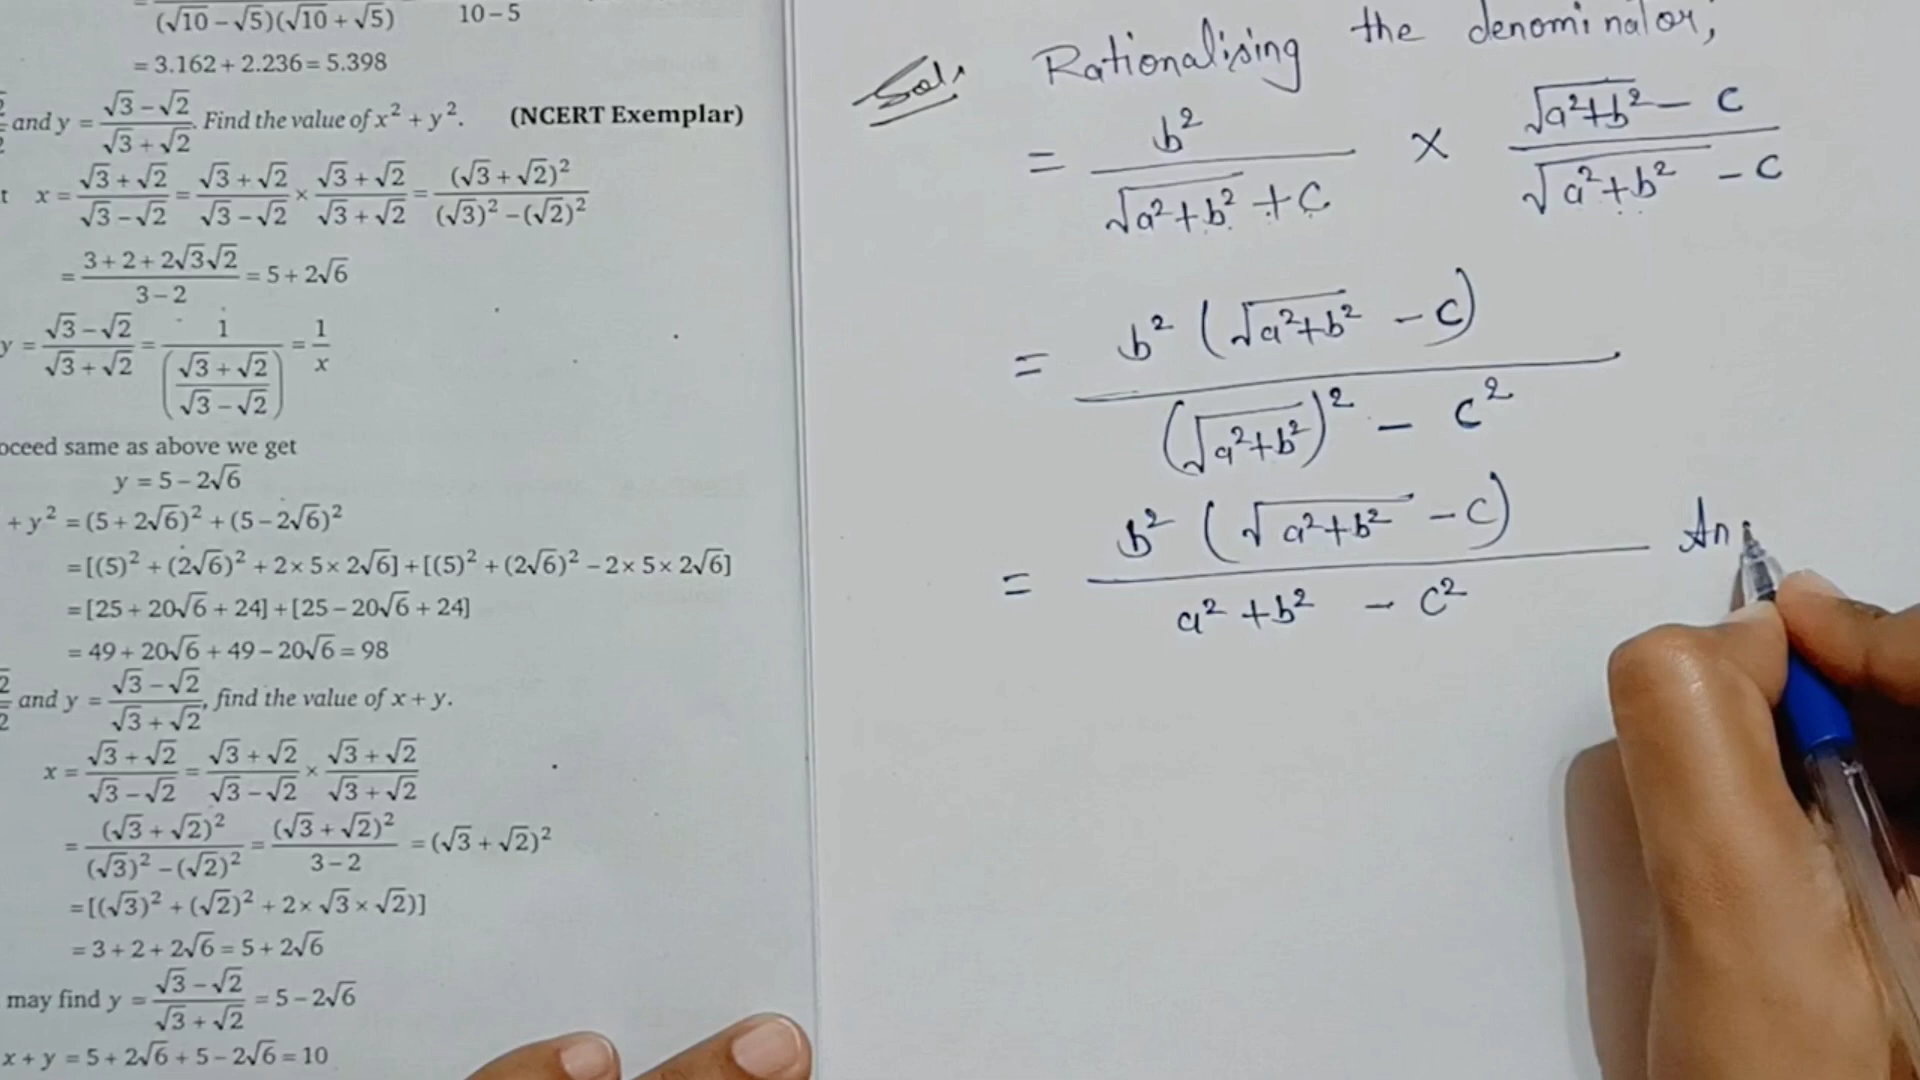 = (√10 − √5)(√10 + √5)   10 − 5
= 3.162 + 2.236 = 5.398
and y = (√3 − √2)/(√3 + √2). Find the value of x² + y². (NCERT Exemplar)
t x = (√3 + √2)/(√3 − √2) = (√3 + √2)/(√3 − √2) × (√3 + √2)/(√3 + √2) = (√3 + √2)²/((√3)² − (√2)²)
= (3 + 2 + 2√3√2)/(3 − 2) = 5 + 2√6
y = (√3 − √2)/(√3 + √2) = 1/((√3 + √2)/(√3 − √2)) = 1/x
oceed same as above we get
y = 5 − 2√6
+ y² = (5 + 2√6)² + (5 − 2√6)²
= [(5)² + (2√6)² + 2 × 5 × 2√6] + [(5)² + (2√6)² − 2 × 5 × 2√6]
= [25 + 20√6 + 24] + [25 − 20√6 + 24]
= 49 + 20√6 + 49 − 20√6 = 98
and y = (√3 − √2)/(√3 + √2), find the value of x + y.
x = (√3 + √2)/(√3 − √2) = (√3 + √2)/(√3 − √2) × (√3 + √2)/(√3 + √2)
= (√3 + √2)²/((√3)² − (√2)²) = (√3 + √2)²/(3 − 2) = (√3 + √2)²
= [(√3)² + (√2)² + 2 × √3 × √2)]
= 3 + 2 + 2√6 = 5 + 2√6
may find y = (√3 − √2)/(√3 + √2) = 5 − 2√6
x + y = 5 + 2√6 + 5 − 2√6 = 10
Sol. Rationalising the denominator,
= b²/(√(a²+b²) + c) × (√(a²+b²) − c)/(√(a²+b²) − c)
= b² (√(a²+b²) − c)/((√(a²+b²))² − c²)
= b² (√(a²+b²) − c)/(a² + b² − c²) An